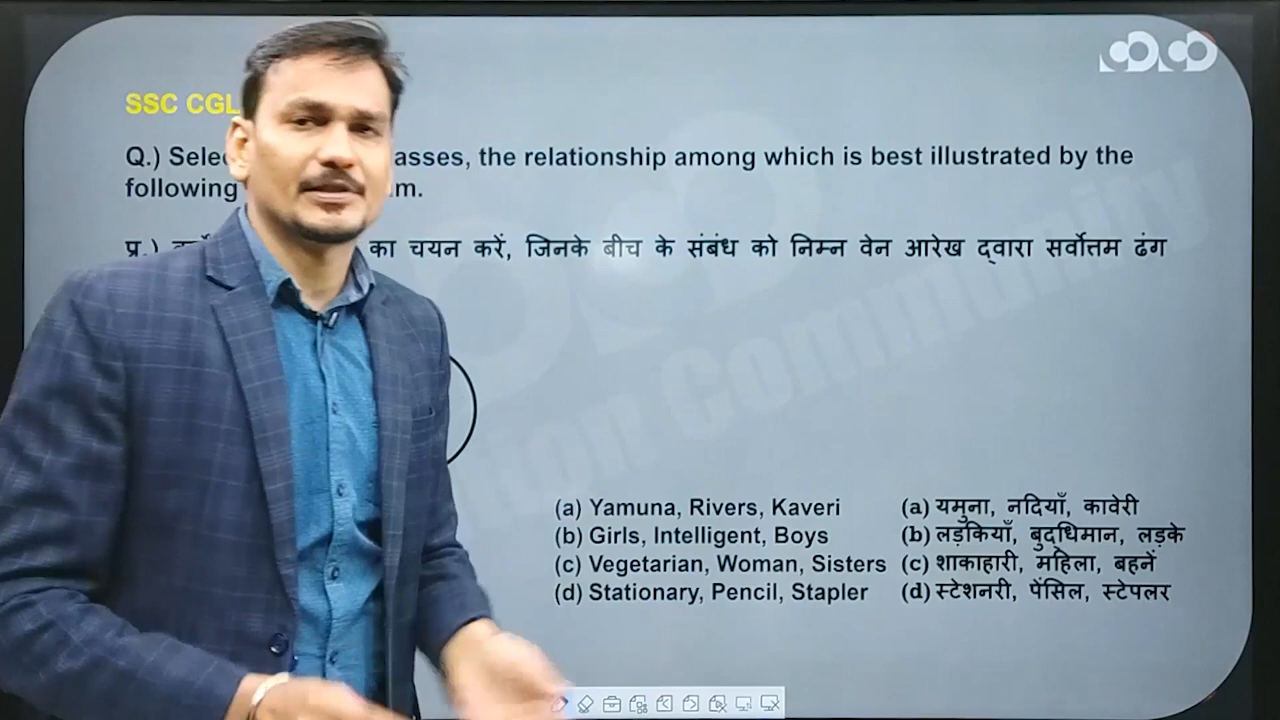 SSC CGL
Q.) Selec asses, the relationship among which is best illustrated by the
following m.
प्र.) का चयन करें, जिनके बीच के संबंध को निम्न वेन आरेख द्वारा सर्वोत्तम ढंग
(a) Yamuna, Rivers, Kaveri (a) यमुना, नदियाँ, कावेरी
(b) Girls, Intelligent, Boys (b) लड़कियाँ, बुद्धिमान, लड़के
(c) Vegetarian, Woman, Sisters (c) शाकाहारी, महिला, बहनें
(d) Stationary, Pencil, Stapler (d) स्टेशनरी, पेंसिल, स्टेपलर
Community